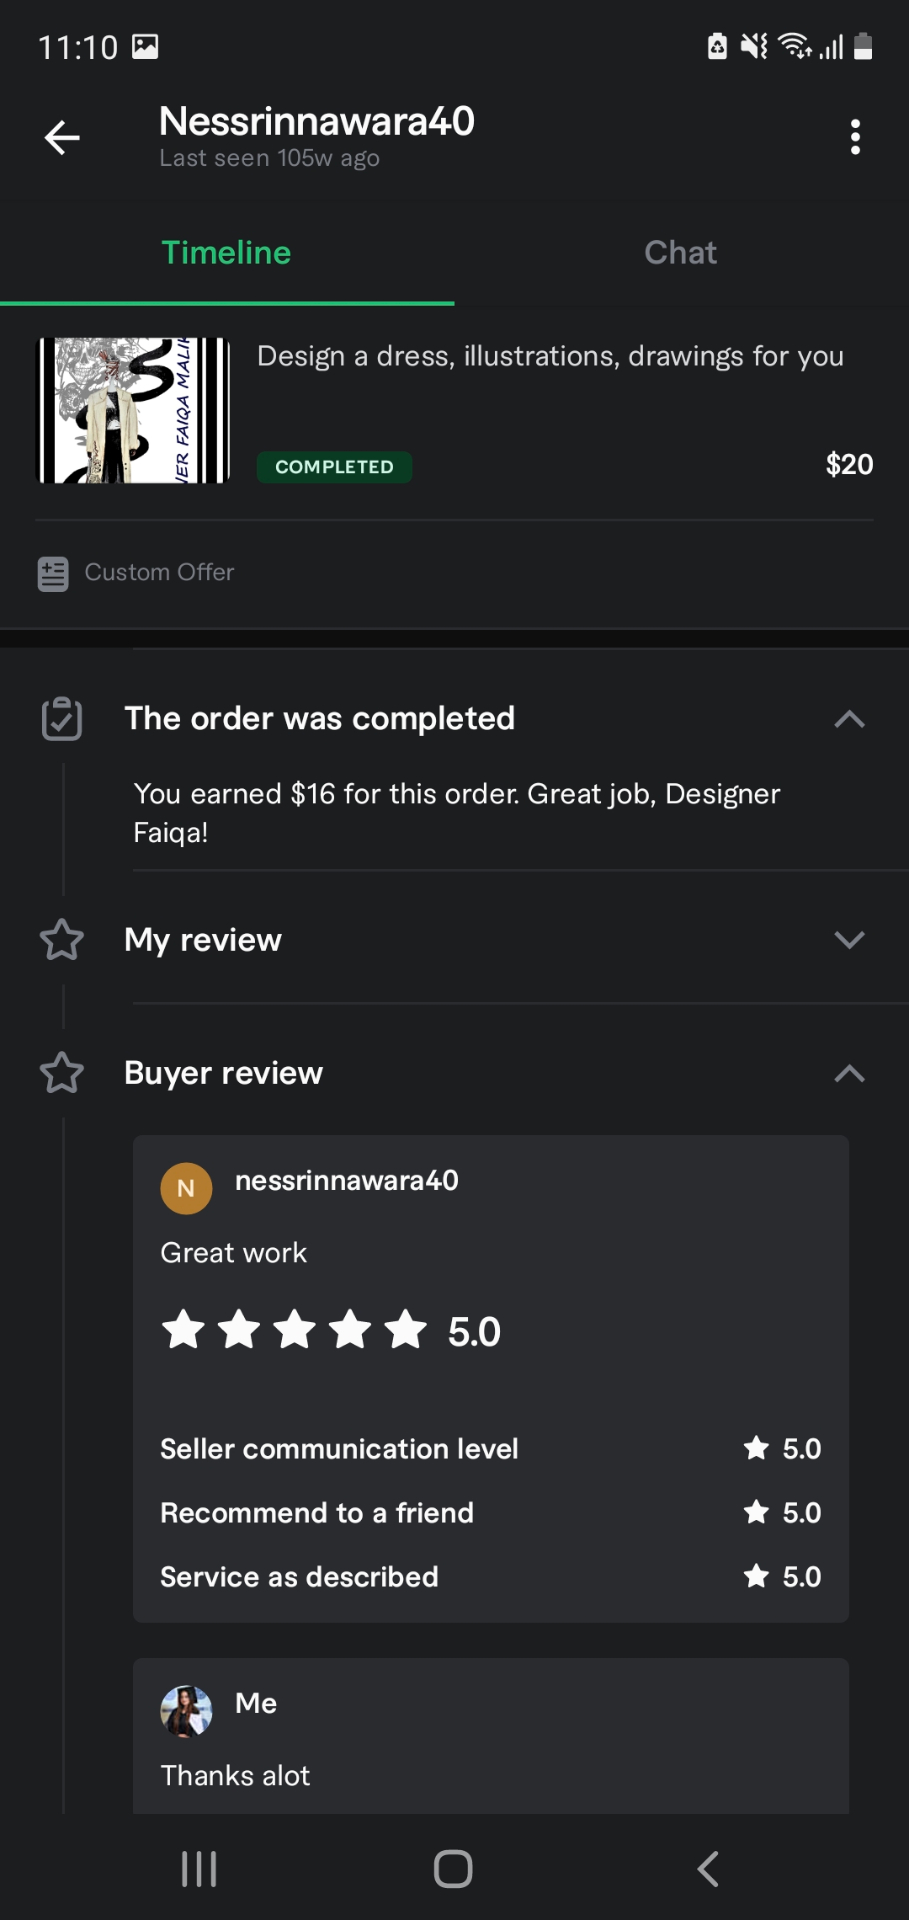 11:10
Nessrinnawara40
Last seen 105w ago
Timeline
Chat
NER FAIQA MALIK
Design a dress, illustrations, drawings for you
COMPLETED
$20
Custom Offer
The order was completed
You earned $16 for this order. Great job, Designer
Faiqa!
My review
Buyer review
N
nessrinnawara40
Great work
5.0
Seller communication level
5.0
Recommend to a friend
5.0
Service as described
5.0
Me
Thanks alot